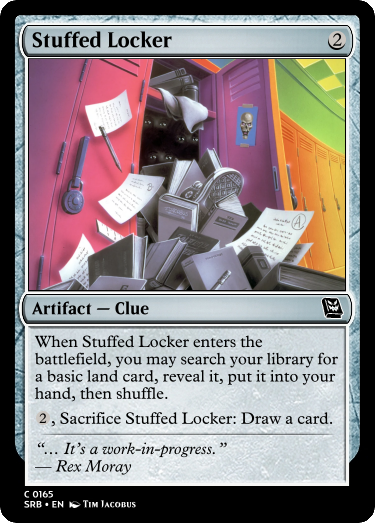 Stuffed Locker 2
Artifact — Clue
When Stuffed Locker enters the
battlefield, you may search your library for
a basic land card, reveal it, put it into your
hand, then shuffle.
2, Sacrifice Stuffed Locker: Draw a card.
“… It's a work-in-progress.”
— Rex Moray
C 0165
SRB • EN Tim Jacobus